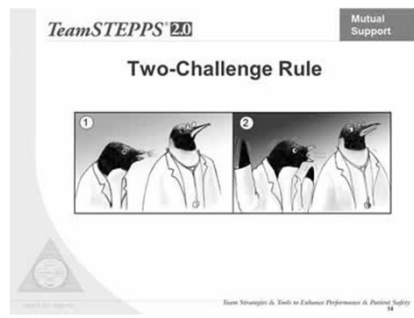 TeamSTEPPS 2.0
Mutual
Support
Two-Challenge Rule
1
2
Team Strategies & Tools to Enhance Performance & Patient Safety
14